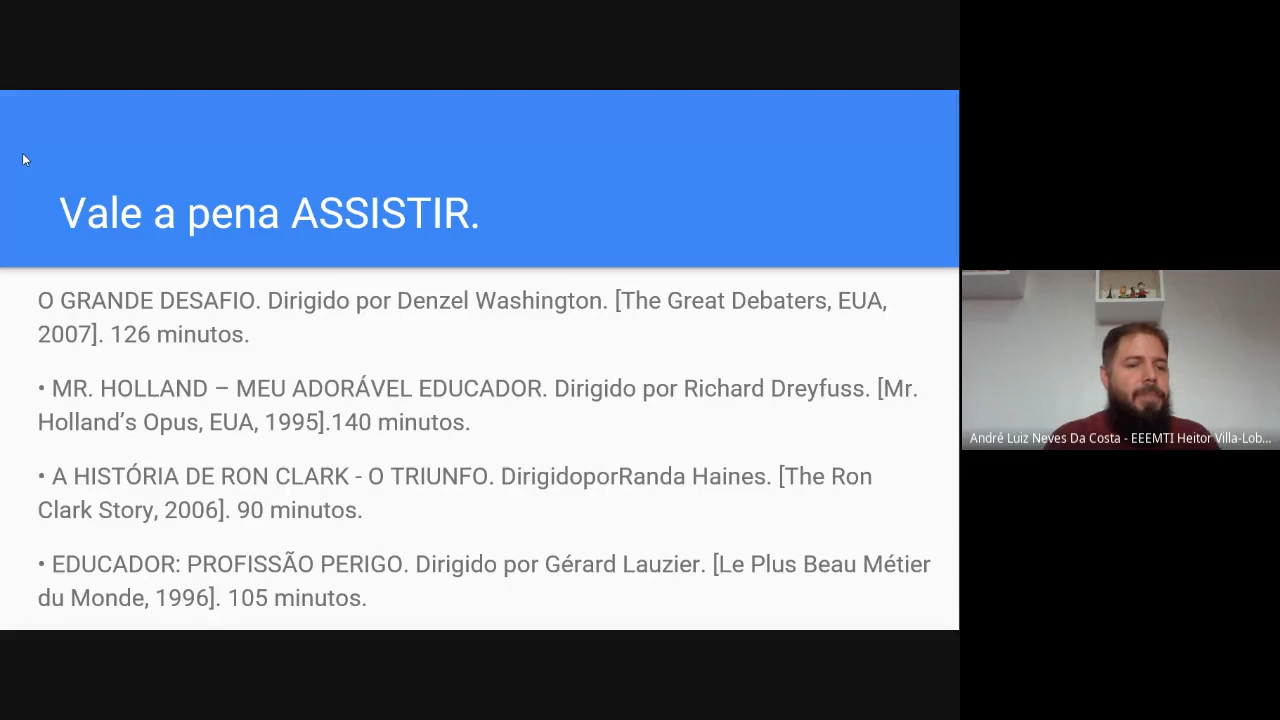 Vale a pena ASSISTIR.
O GRANDE DESAFIO. Dirigido por Denzel Washington. [The Great Debaters, EUA,
2007]. 126 minutos.
• MR. HOLLAND – MEU ADORÁVEL EDUCADOR. Dirigido por Richard Dreyfuss. [Mr.
Holland’s Opus, EUA, 1995].140 minutos.
• A HISTÓRIA DE RON CLARK - O TRIUNFO. DirigidoporRanda Haines. [The Ron
Clark Story, 2006]. 90 minutos.
• EDUCADOR: PROFISSÃO PERIGO. Dirigido por Gérard Lauzier. [Le Plus Beau Métier
du Monde, 1996]. 105 minutos.
André Luiz Neves Da Costa - EEEMTI Heitor Villa-Lob...